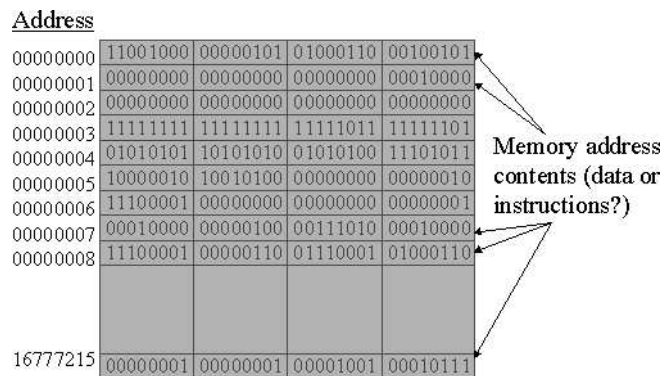 Address
00000000 11001000 00000101 01000110 00100101
00000001 00000000 00000000 00000000 00010000
00000002 00000000 00000000 00000000 00000000
00000003 11111111 11111111 11111011 11111101
00000004 01010101 10101010 01010100 11101011
00000005 10000010 10010100 00000000 00000010
00000006 11100001 00000000 00000000 00000001
00000007 00010000 00000100 00111010 00010000
00000008 11100001 00000110 01110001 01000110
Memory address
contents (data or
instructions?)
16777215 00000001 00000001 00001001 00010111